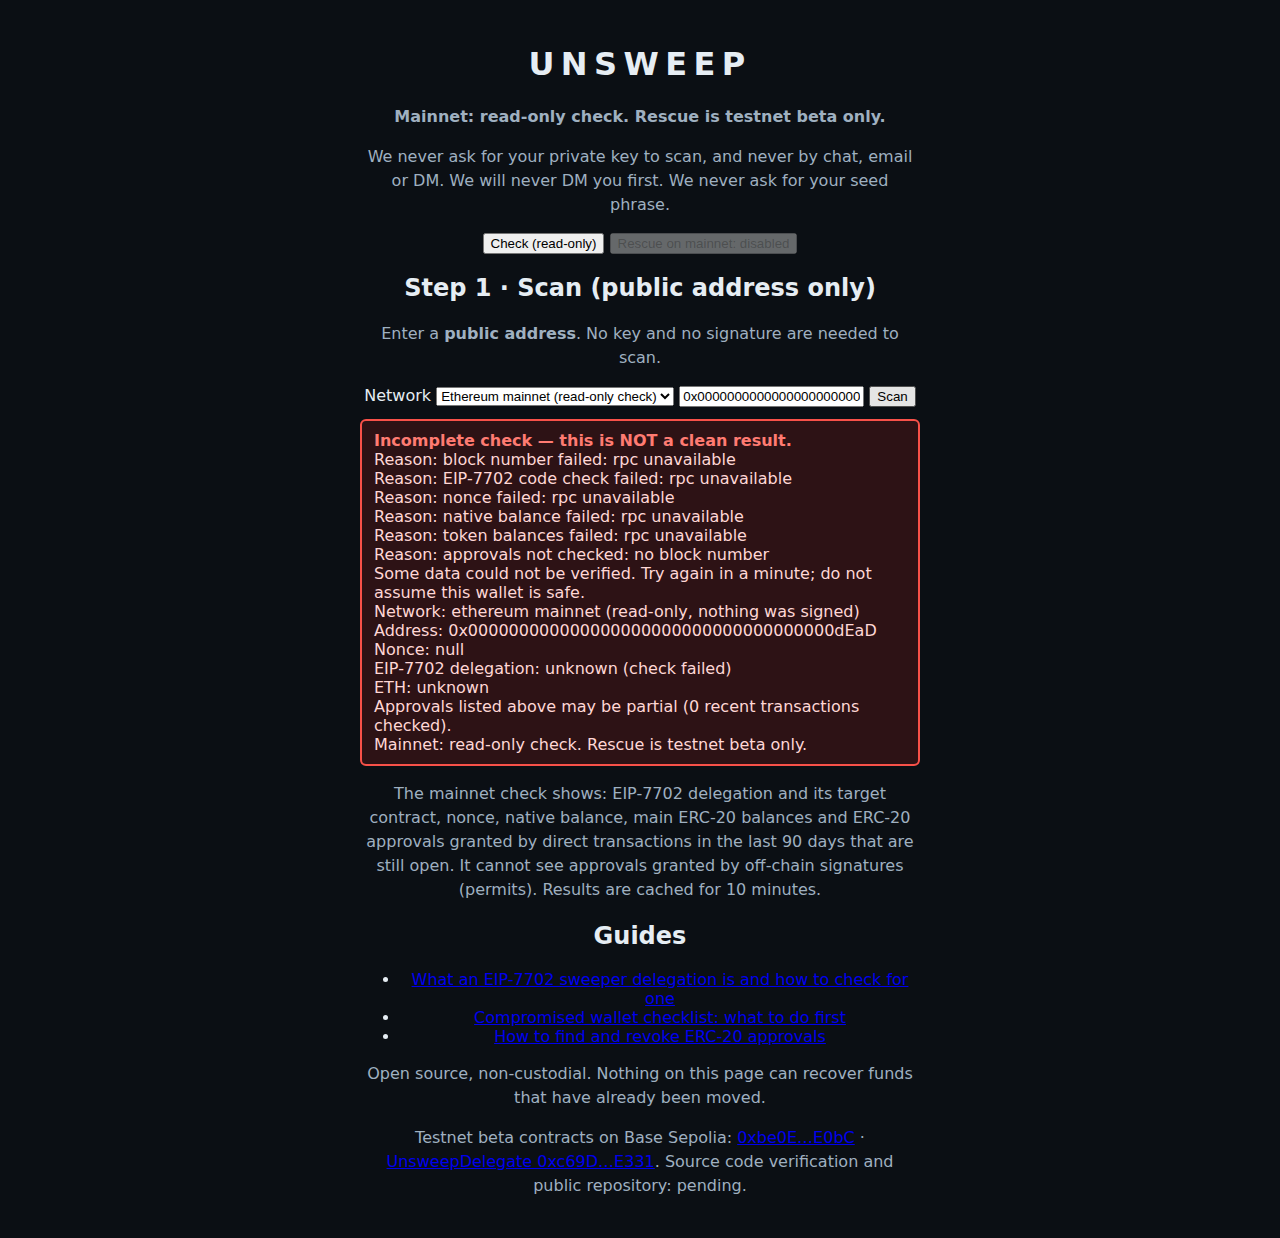 UNSWEEP
Mainnet: read-only check. Rescue is testnet beta only.
We never ask for your private key to scan, and never by chat, email
or DM. We will never DM you first. We never ask for your seed
phrase.
Check (read-only) Rescue on mainnet: disabled
Step 1 · Scan (public address only)
Enter a public address. No key and no signature are needed to
scan.
Network Ethereum mainnet (read-only check) 0x0000000000000000000000 Scan
Incomplete check — this is NOT a clean result.
Reason: block number failed: rpc unavailable
Reason: EIP-7702 code check failed: rpc unavailable
Reason: nonce failed: rpc unavailable
Reason: native balance failed: rpc unavailable
Reason: token balances failed: rpc unavailable
Reason: approvals not checked: no block number
Some data could not be verified. Try again in a minute; do not
assume this wallet is safe.
Network: ethereum mainnet (read-only, nothing was signed)
Address: 0x000000000000000000000000000000000000dEaD
Nonce: null
EIP-7702 delegation: unknown (check failed)
ETH: unknown
Approvals listed above may be partial (0 recent transactions
checked).
Mainnet: read-only check. Rescue is testnet beta only.
The mainnet check shows: EIP-7702 delegation and its target
contract, nonce, native balance, main ERC-20 balances and ERC-20
approvals granted by direct transactions in the last 90 days that are
still open. It cannot see approvals granted by off-chain signatures
(permits). Results are cached for 10 minutes.
Guides
What an EIP-7702 sweeper delegation is and how to check for
one
Compromised wallet checklist: what to do first
How to find and revoke ERC-20 approvals
Open source, non-custodial. Nothing on this page can recover funds
that have already been moved.
Testnet beta contracts on Base Sepolia: 0xbe0E…E0bC ·
UnsweepDelegate 0xc69D…E331. Source code verification and
public repository: pending.